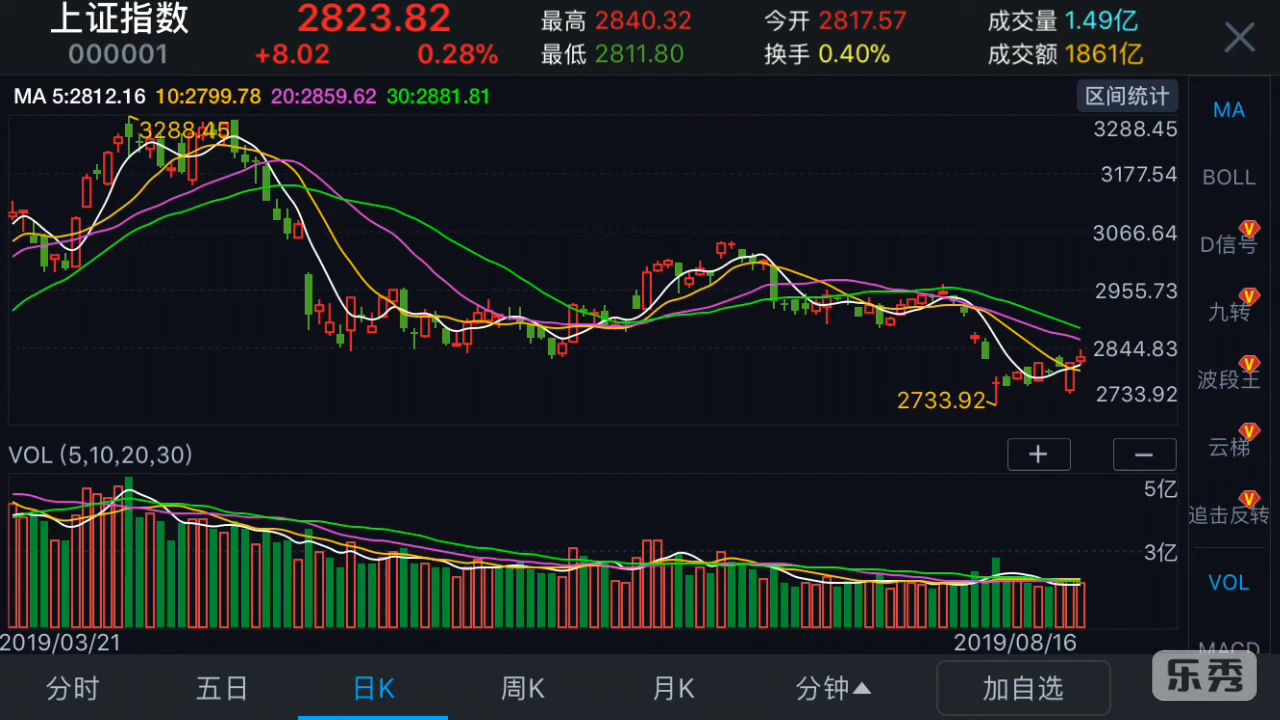 上证指数 2823.82 最高 2840.32 今开 2817.57 成交量 1.49亿
000001 +8.02 0.28% 最低 2811.80 换手 0.40% 成交额 1861亿
MA 5:2812.16 10:2799.78 20:2859.62 30:2881.81 区间统计
MA
3288.45 3288.45
3177.54
BOLL
3066.64
D信号 V
2955.73
九转 V
2844.83
波段王 V
2733.92 2733.92
云梯 V
VOL (5,10,20,30) + −
5亿
追击反转 V
3亿
VOL
2019/03/21 2019/08/16
MACD
分时 五日 日K 周K 月K 分钟 加自选
乐秀